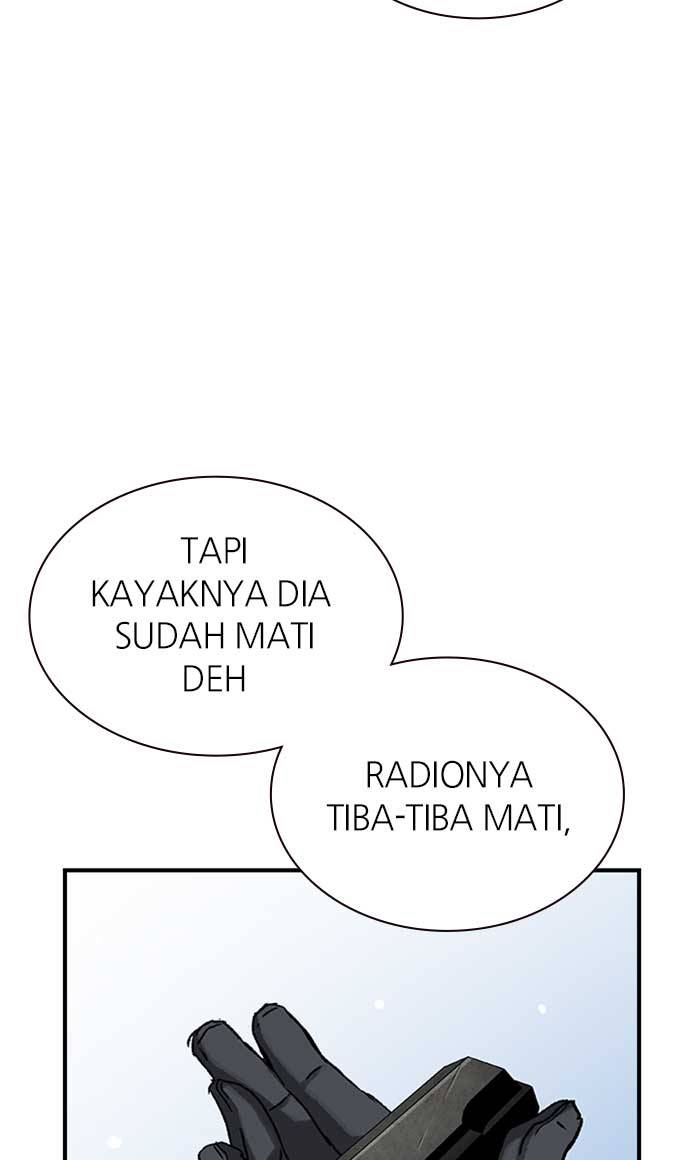 TAPI
KAYAKNYA DIA
SUDAH MATI
DEH
RADIONYA
TIBA-TIBA MATI,